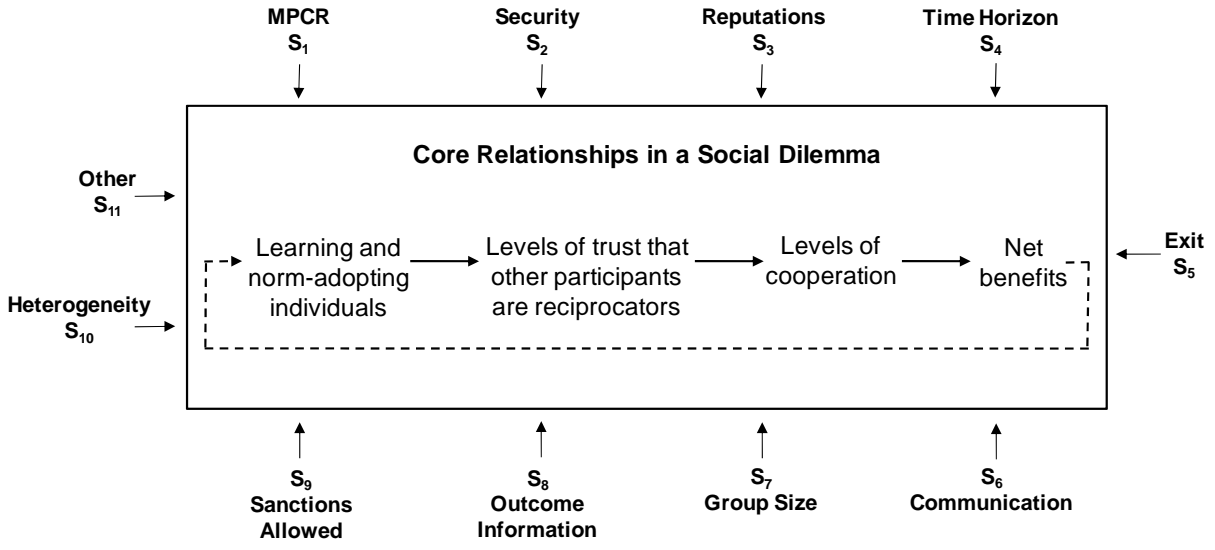 MPCR
S1
Security
S2
Reputations
S3
Time Horizon
S4
Core Relationships in a Social Dilemma
Other
S11
Learning and
norm-adopting
individuals
Levels of trust that
other participants
are reciprocators
Levels of
cooperation
Net
benefits
Exit
S5
Heterogeneity
S10
S9
Sanctions
Allowed
S8
Outcome
Information
S7
Group Size
S6
Communication